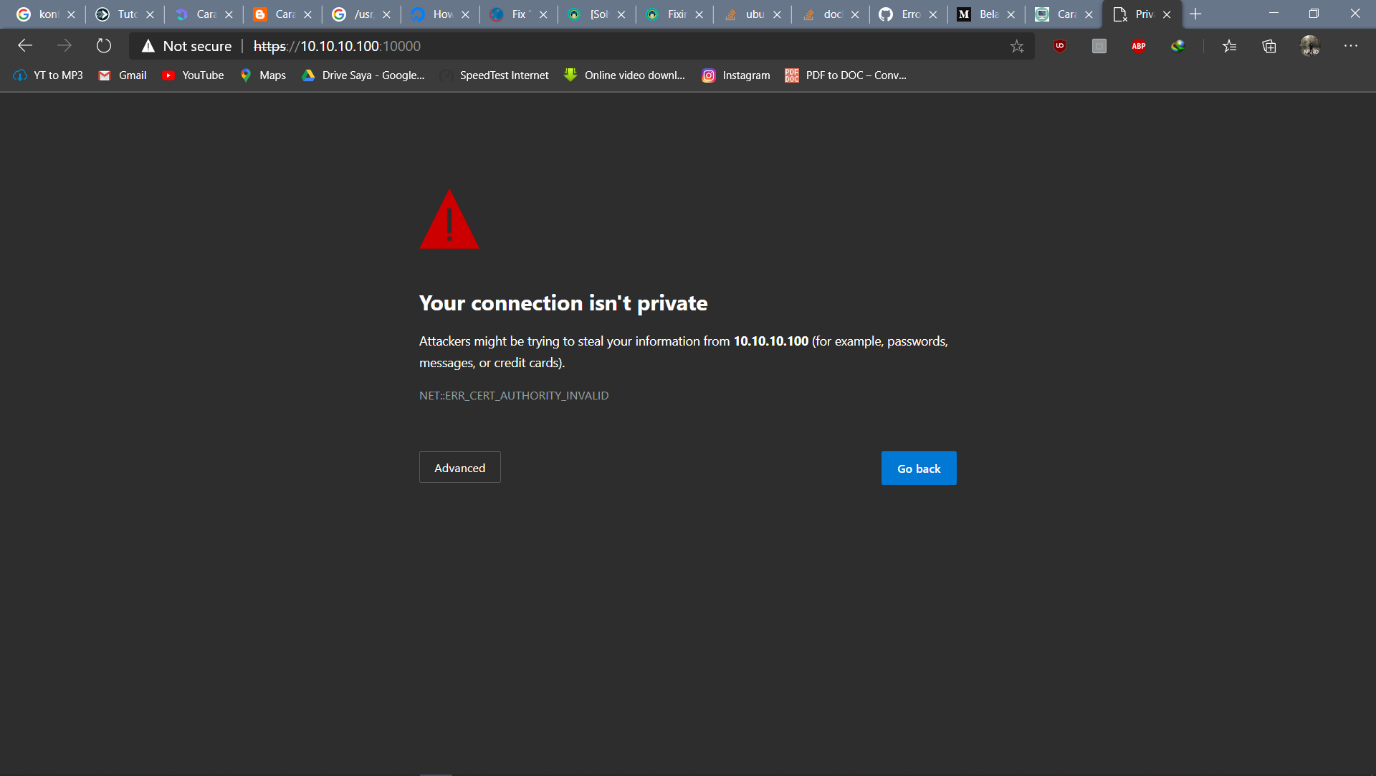 kont Tuto Cara Cara /usr How Fix [Sol Fixin ubu doc Erro Bela Cara Priv
Not secure https://10.10.10.100:10000
YT to MP3 Gmail YouTube Maps Drive Saya - Google... SpeedTest Internet Online video downl... Instagram PDF to DOC – Conv...
Your connection isn't private
Attackers might be trying to steal your information from 10.10.10.100 (for example, passwords,
messages, or credit cards).
NET::ERR_CERT_AUTHORITY_INVALID
Advanced Go back